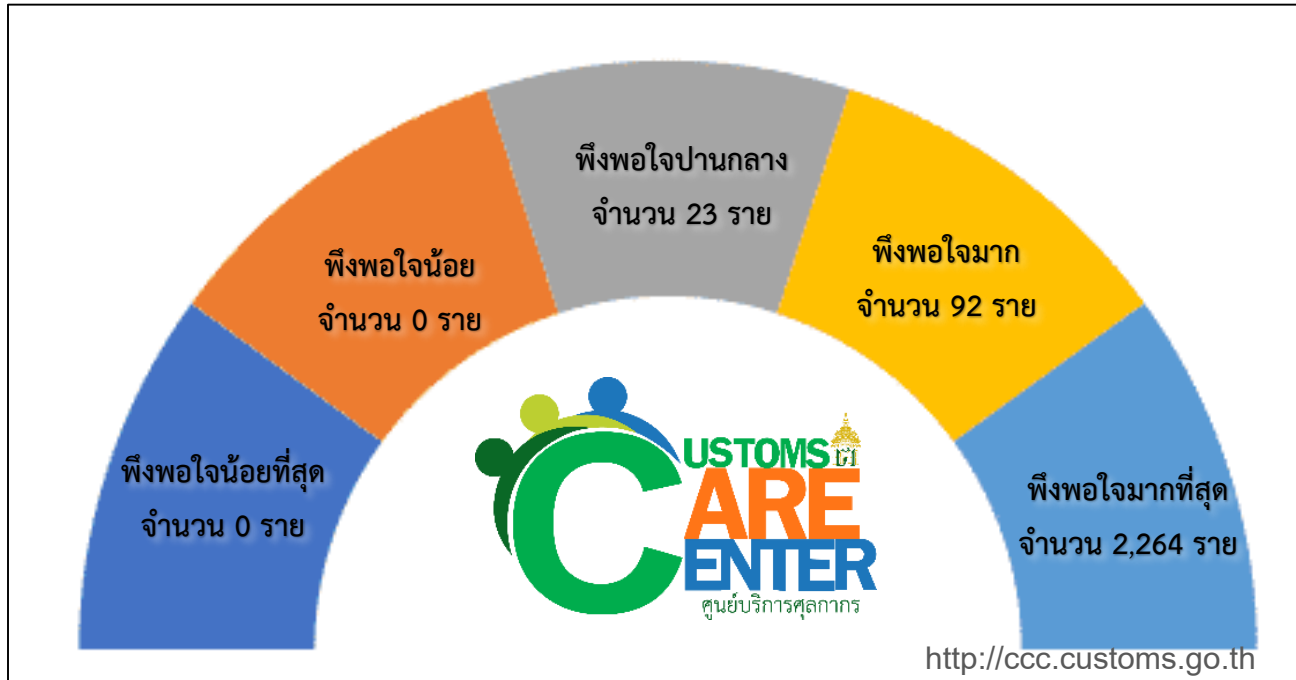 พึงพอใจปานกลาง
จำนวน 23 ราย
พึงพอใจน้อย
จำนวน 0 ราย
พึงพอใจมาก
จำนวน 92 ราย
พึงพอใจน้อยที่สุด
จำนวน 0 ราย
พึงพอใจมากที่สุด
จำนวน 2,264 ราย
CUSTOMS
CARE
CENTER
ศูนย์บริการศุลกากร
http://ccc.customs.go.th